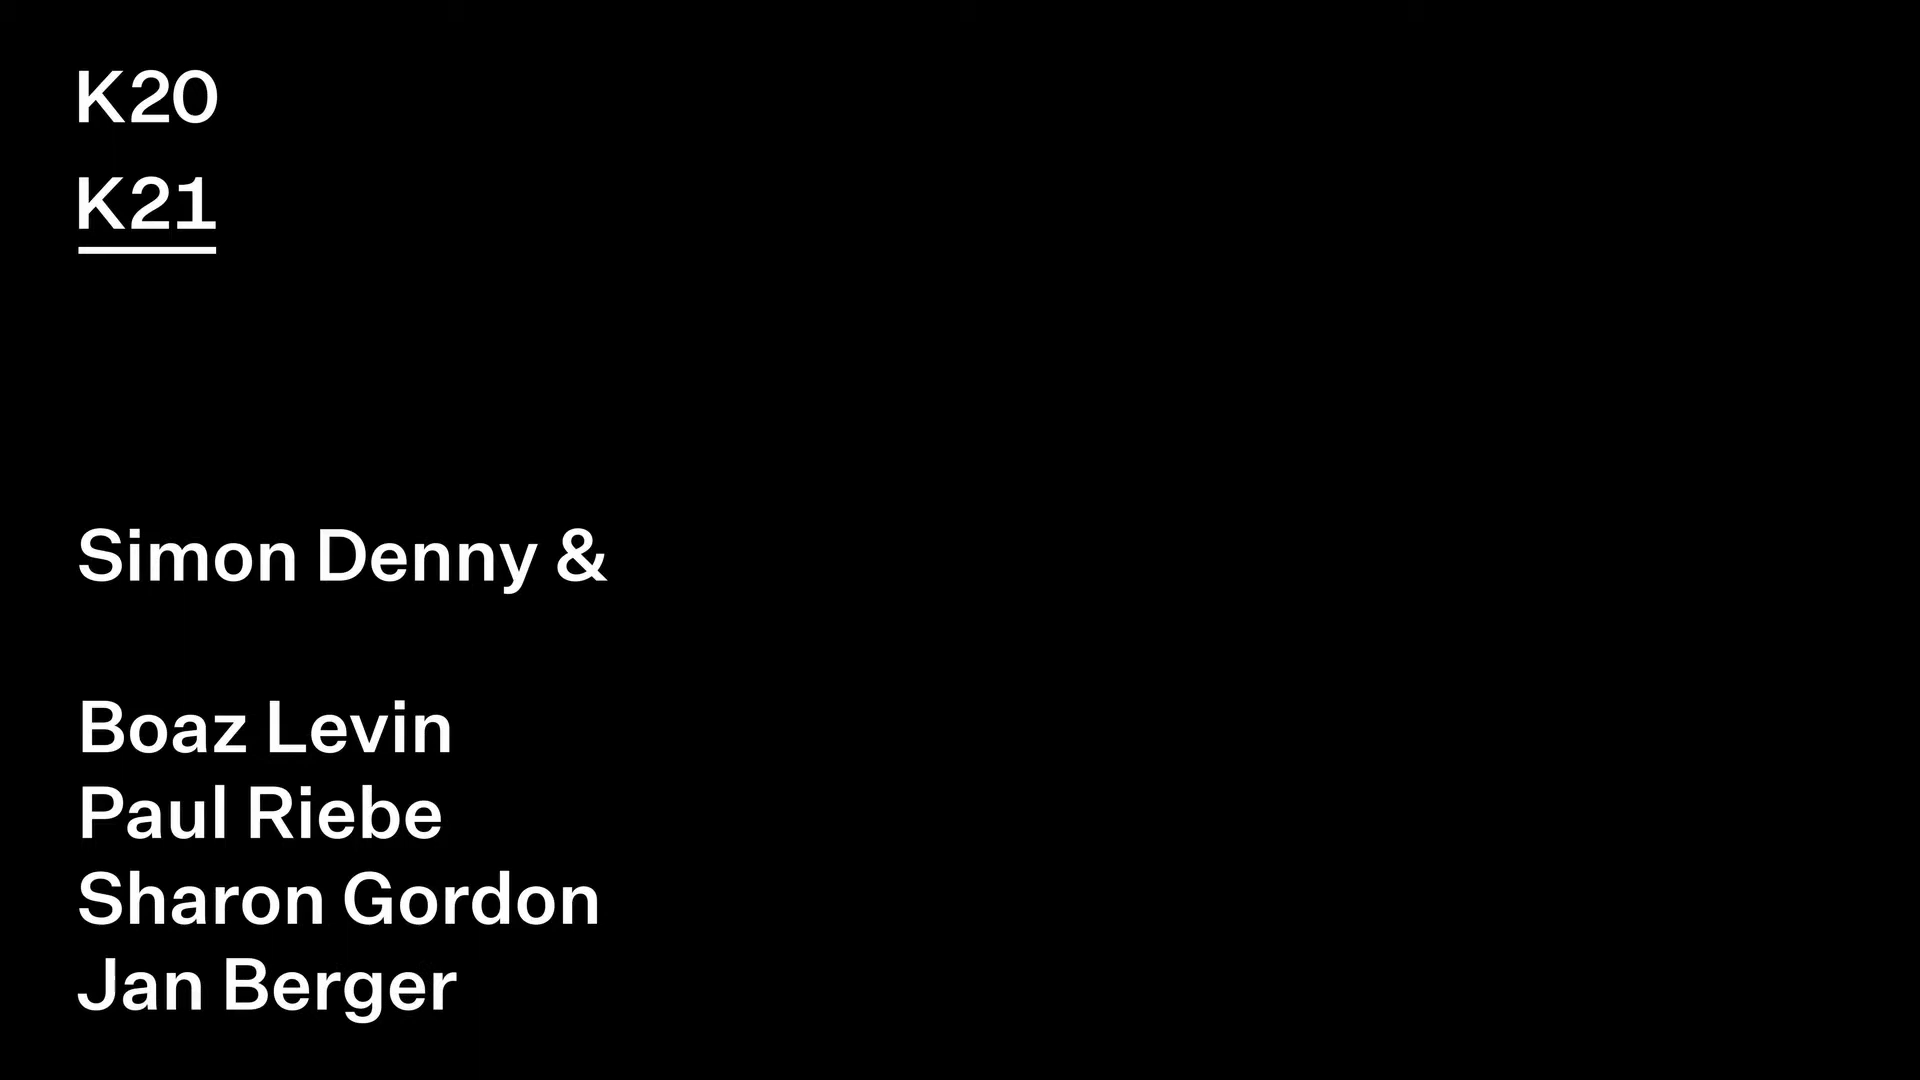 K20
K21
Simon Denny &
Boaz Levin
Paul Riebe
Sharon Gordon
Jan Berger